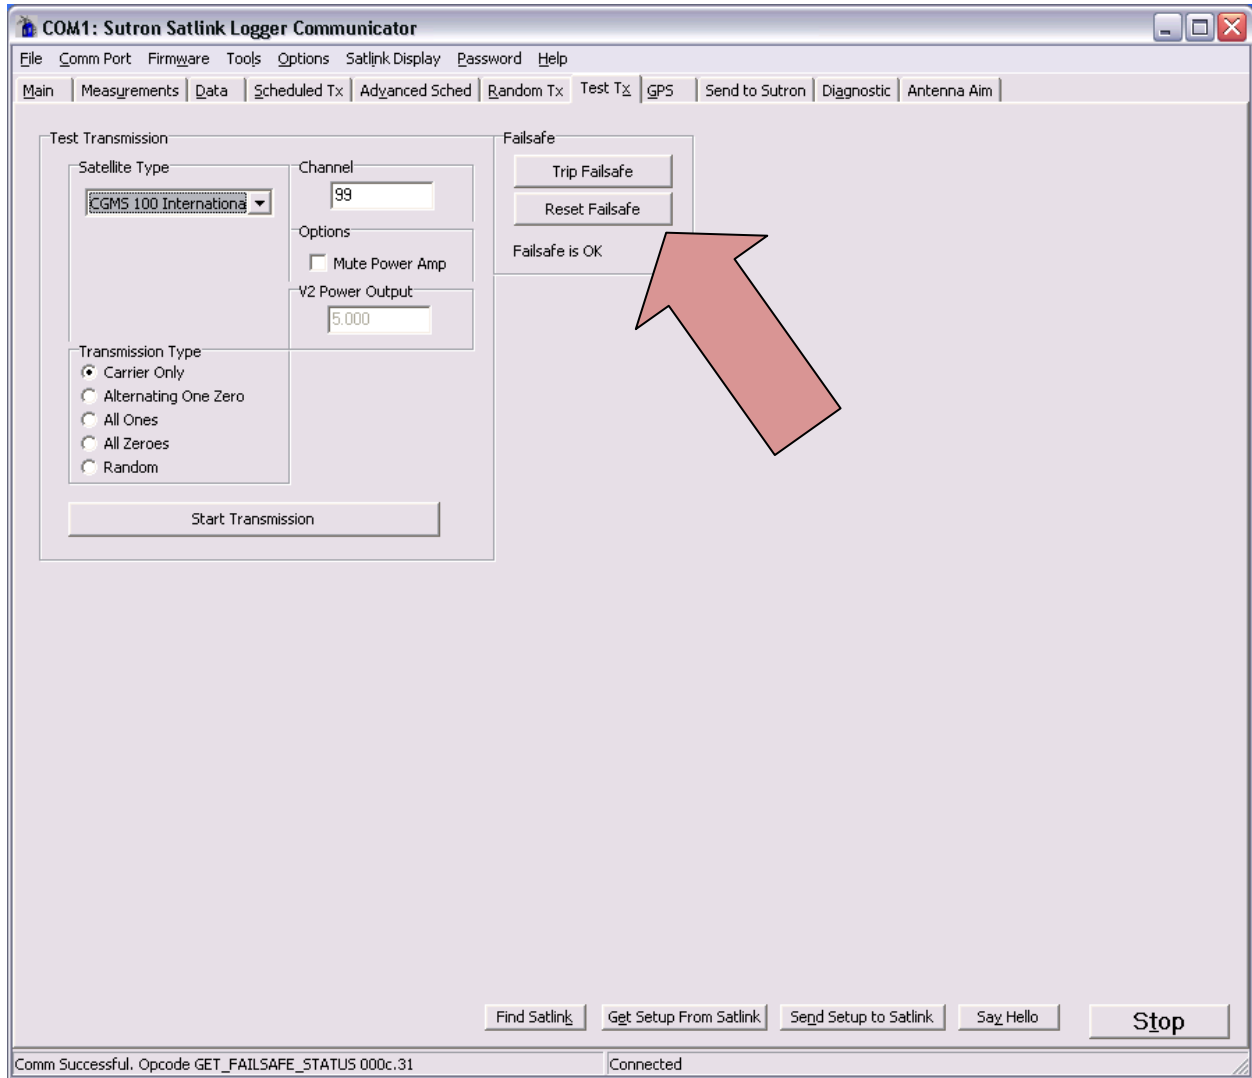 COM1: Sutron Satlink Logger Communicator
File Comm Port Firmware Tools Options Satlink Display Password Help
Main Measurements Data Scheduled Tx Advanced Sched Random Tx Test Tx GPS Send to Sutron Diagnostic Antenna Aim
Test Transmission
Satellite Type
CGMS 100 Internationa
Channel
99
Options
Mute Power Amp
V2 Power Output
5.000
Transmission Type
Carrier Only
Alternating One Zero
All Ones
All Zeroes
Random
Start Transmission
Failsafe
Trip Failsafe
Reset Failsafe
Failsafe is OK
Find Satlink Get Setup From Satlink Send Setup to Satlink Say Hello Stop
Comm Successful. Opcode GET_FAILSAFE_STATUS 000c.31 Connected